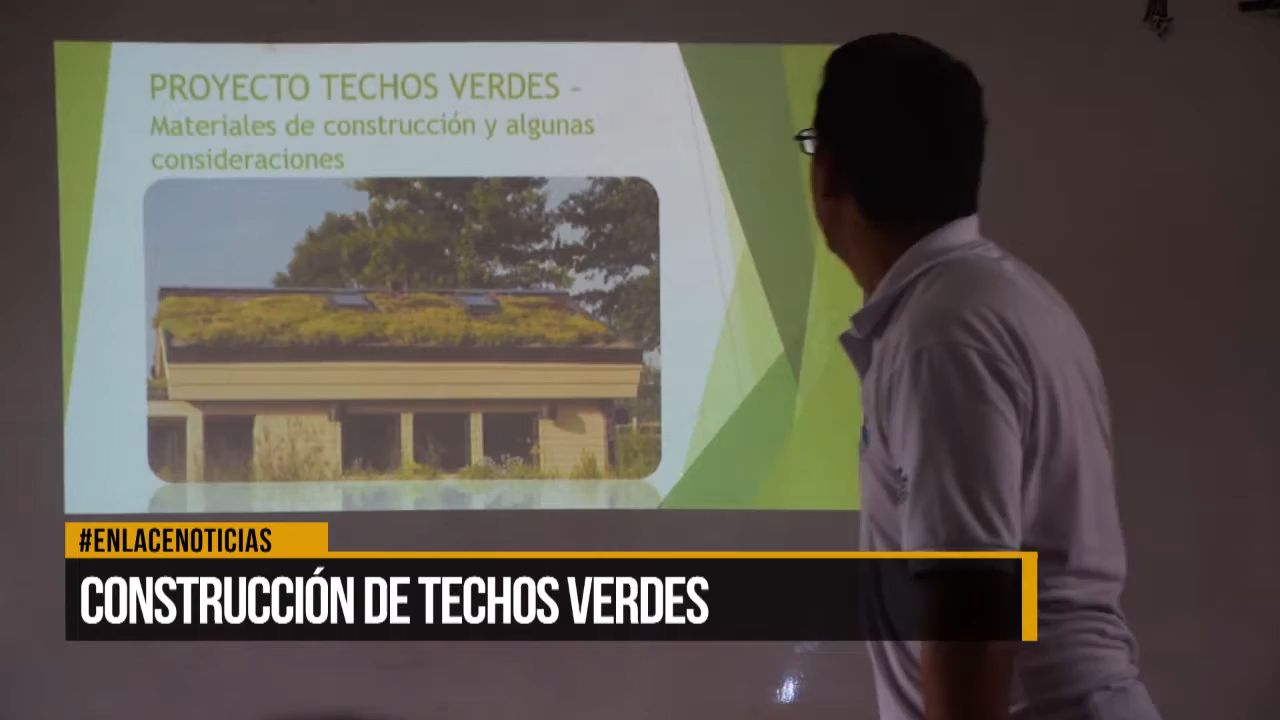 PROYECTO TECHOS VERDES -
Materiales de construcción y algunas
consideraciones
#ENLACENOTICIAS
CONSTRUCCIÓN DE TECHOS VERDES